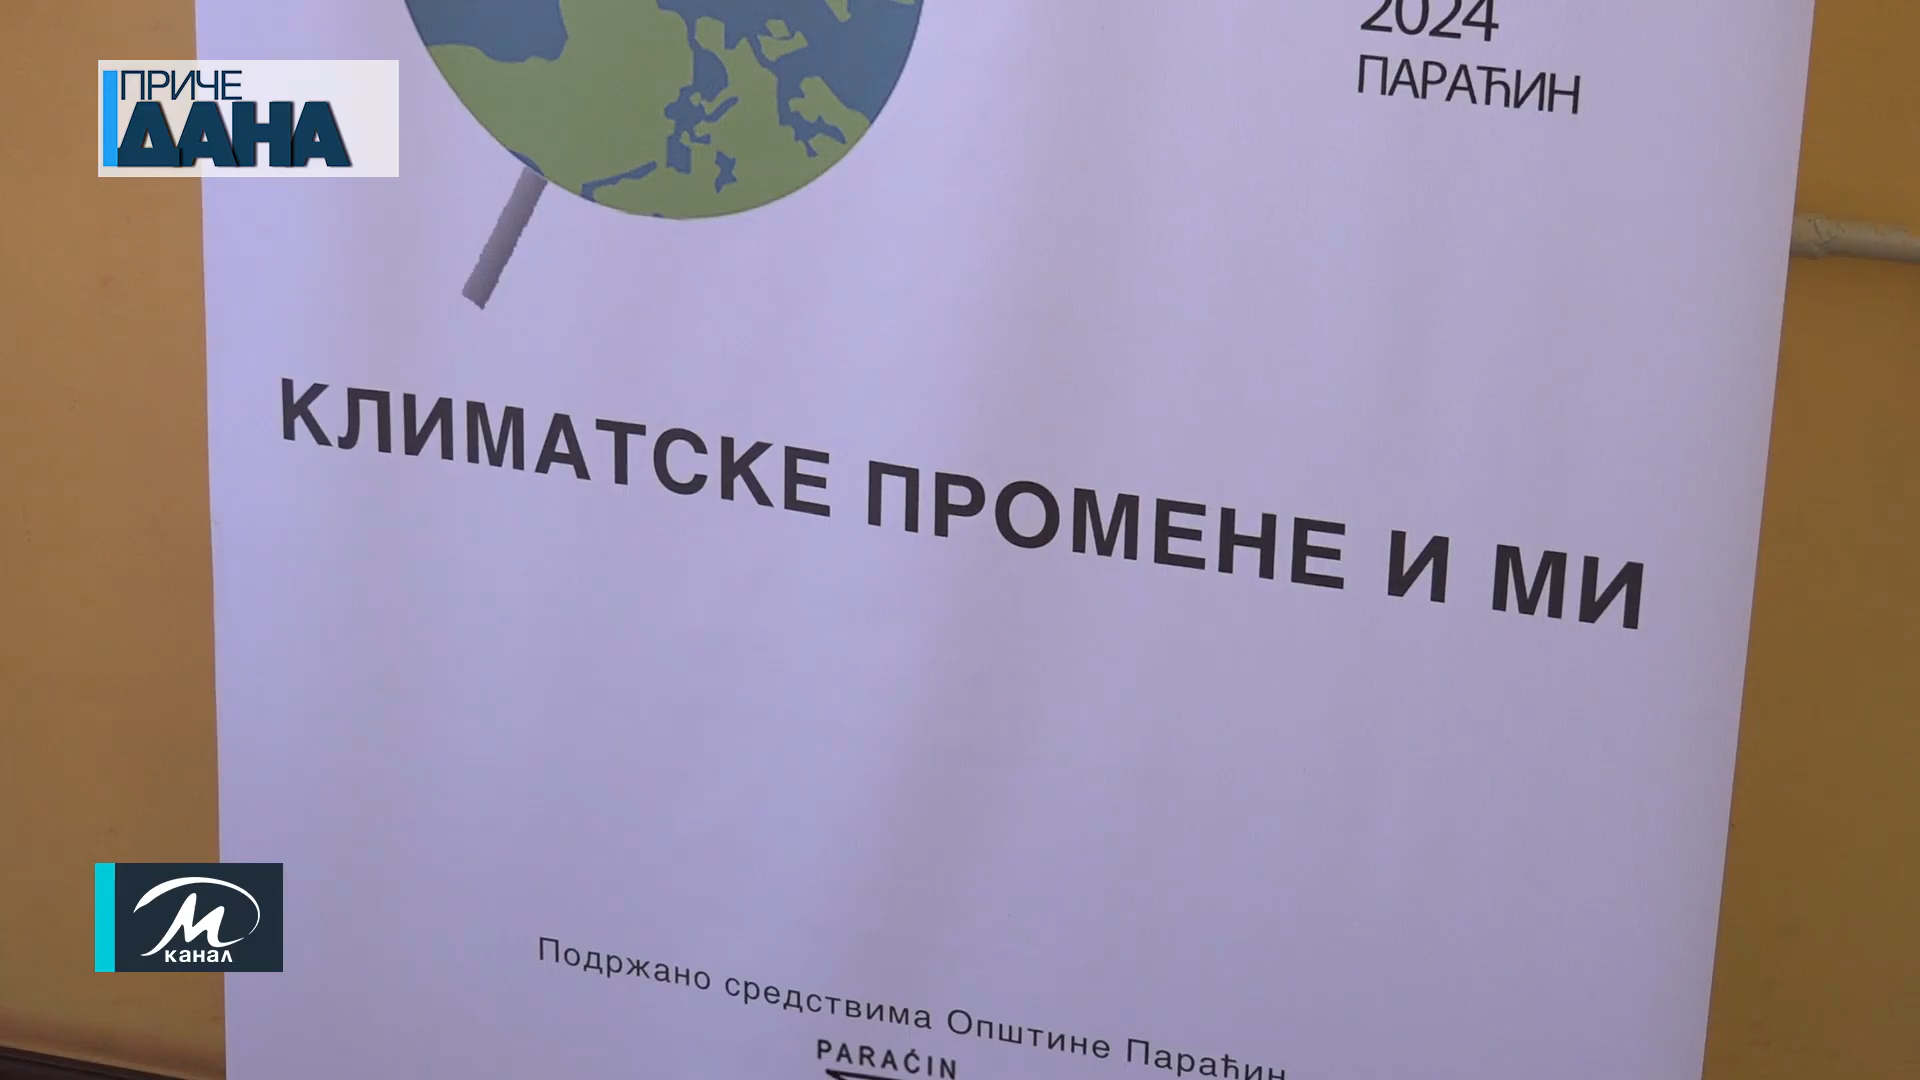 ПРИЧЕ
ДАНА
2024
ПАРАЋИН
КЛИМАТСКЕ ПРОМЕНЕ И МИ
М
канал
Подржано средствима Општине Параћин
PARAĆIN